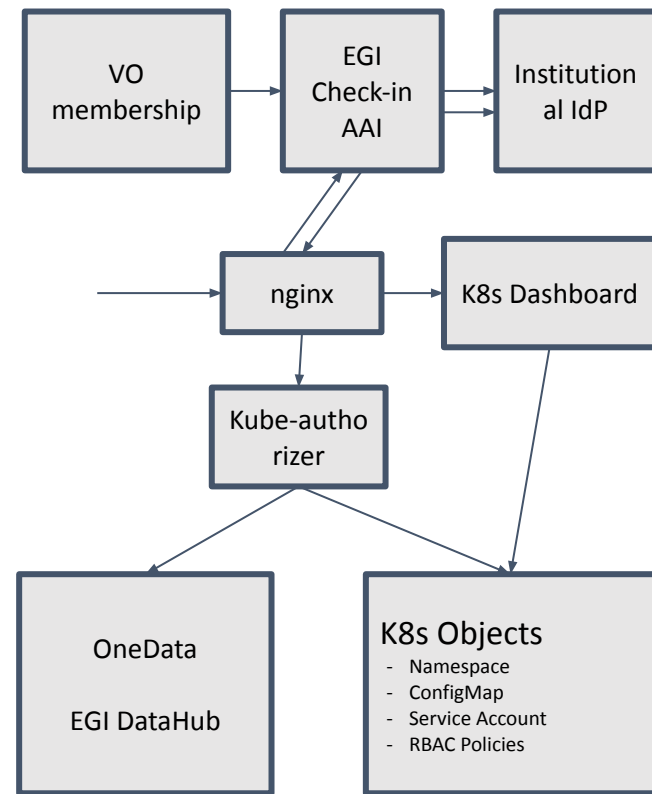 VO
membership
EGI
Check-in
AAI
Institution
al IdP
nginx
K8s Dashboard
Kube-autho
rizer
OneData
EGI DataHub
K8s Objects
- Namespace
- ConfigMap
- Service Account
- RBAC Policies